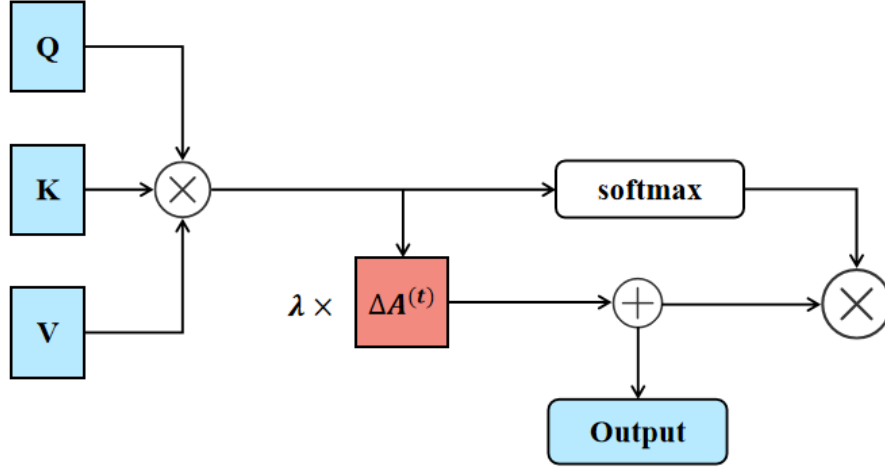 Q
K
softmax
λ × ΔA^(t)
V
Output